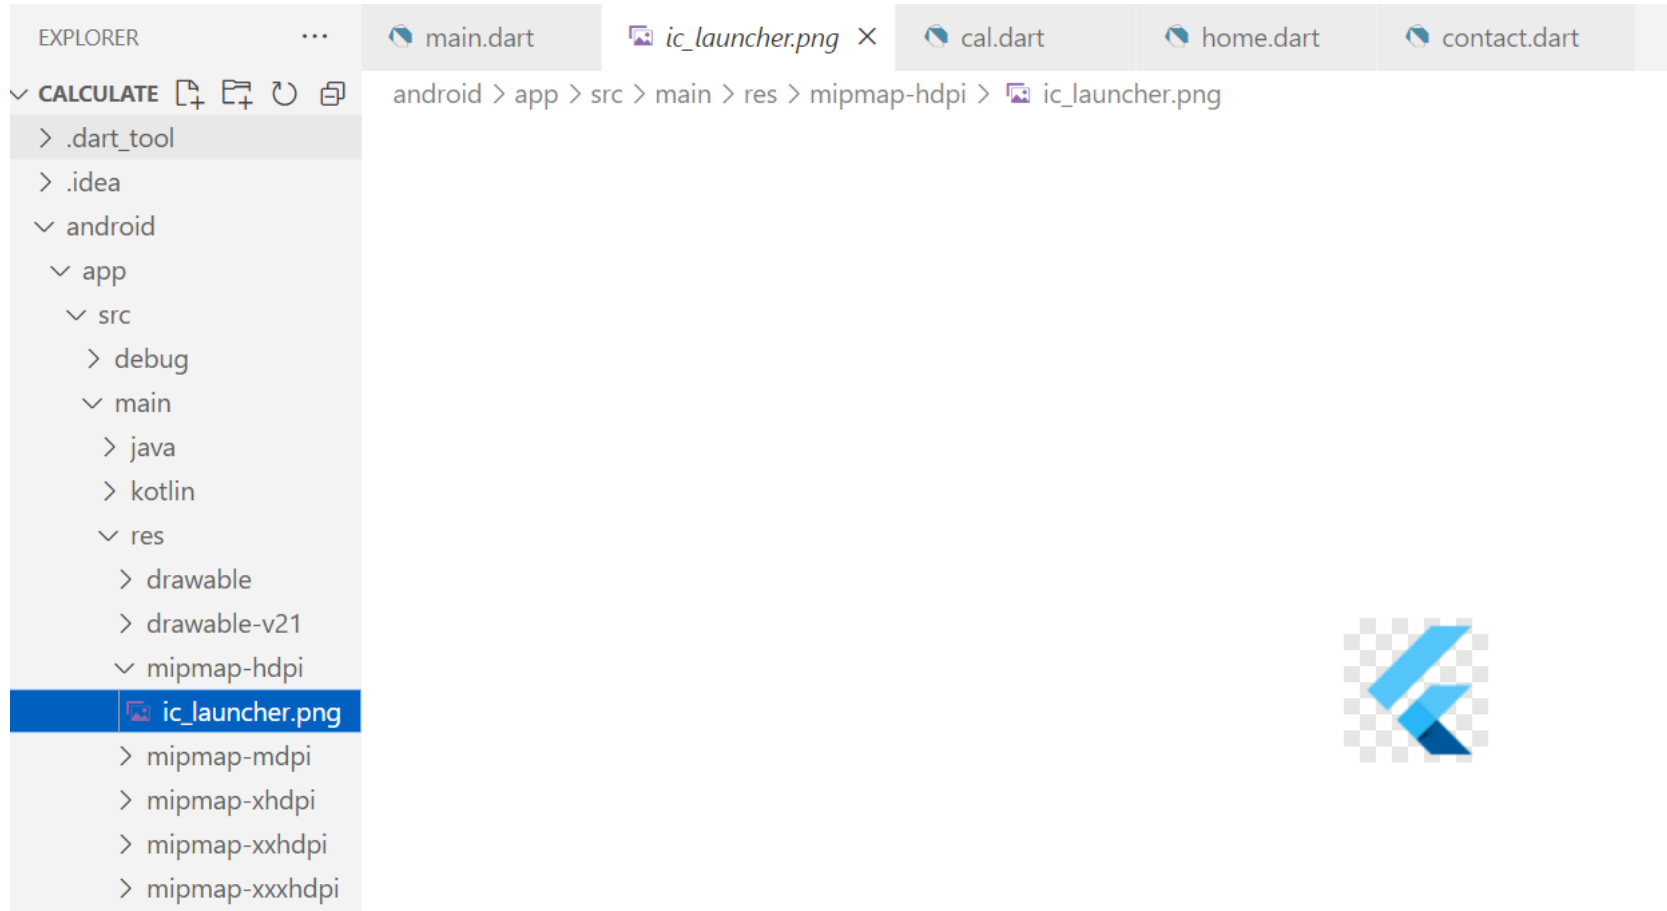 EXPLORER ···
main.dart
ic_launcher.png
cal.dart
home.dart
contact.dart
CALCULATE
android > app > src > main > res > mipmap-hdpi > ic_launcher.png
.dart_tool
.idea
android
app
src
debug
main
java
kotlin
res
drawable
drawable-v21
mipmap-hdpi
ic_launcher.png
mipmap-mdpi
mipmap-xhdpi
mipmap-xxhdpi
mipmap-xxxhdpi